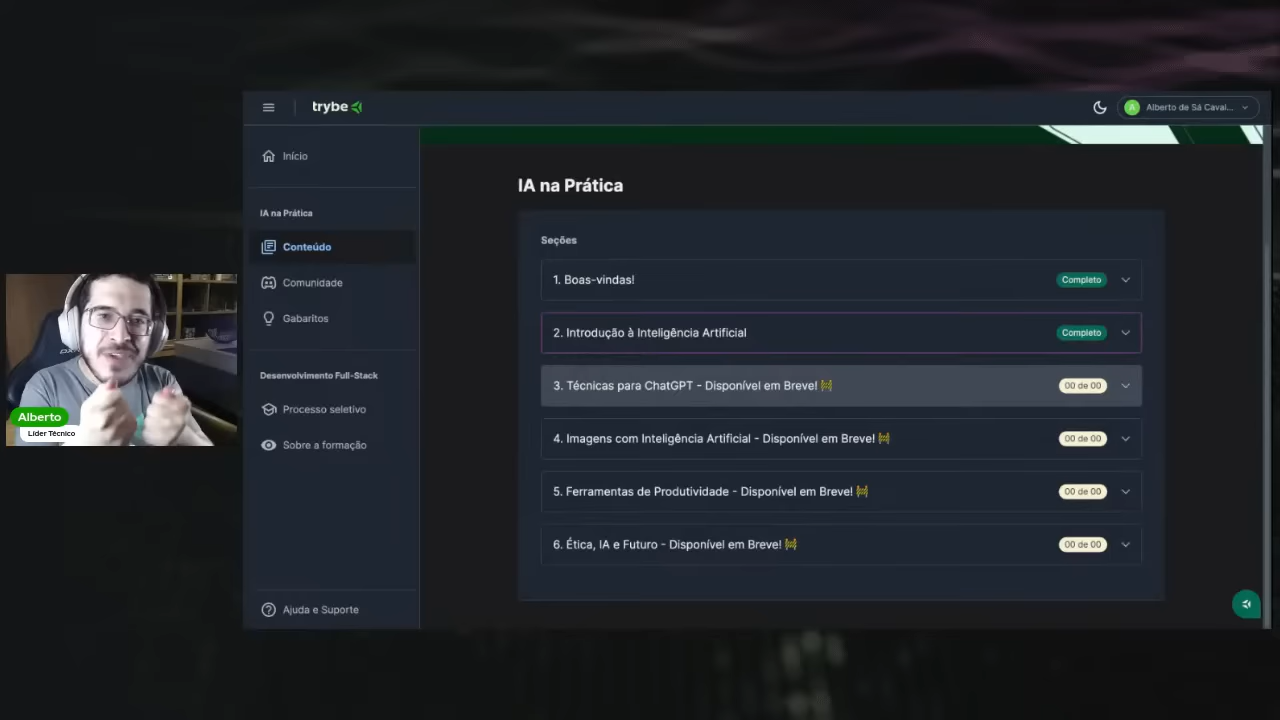 trybe
Alberto de Sá Caval...
Início
IA na Prática
Conteúdo
Comunidade
Gabaritos
Desenvolvimento Full-Stack
Processo seletivo
Sobre a formação
Ajuda e Suporte
IA na Prática
Seções
1. Boas-vindas!
Completo
2. Introdução à Inteligência Artificial
Completo
3. Técnicas para ChatGPT - Disponível em Breve!
00 de 00
4. Imagens com Inteligência Artificial - Disponível em Breve!
00 de 00
5. Ferramentas de Produtividade - Disponível em Breve!
00 de 00
6. Ética, IA e Futuro - Disponível em Breve!
00 de 00
Alberto
Líder Técnico